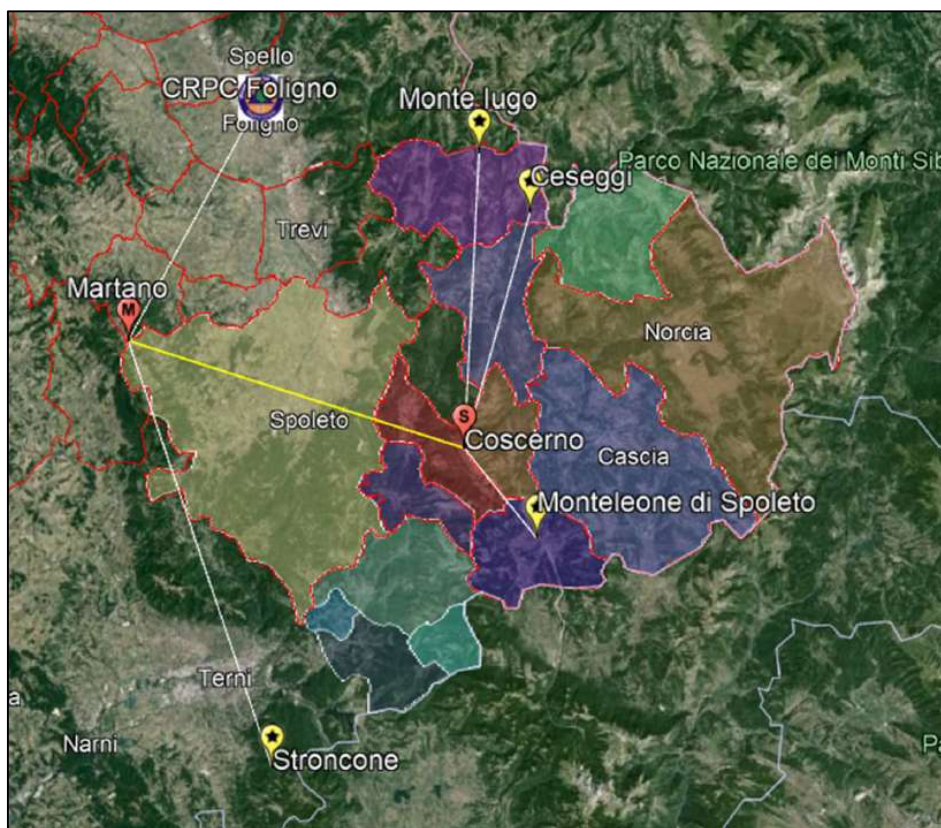 Spello
CRPC Foligno
Foligno
Monte lugo
Parco Nazionale dei Monti Sib
Ceseggi
Trevi
Martano
M
Norcia
S
Spoleto
Coscerno
Cascia
Monteleone di Spoleto
Terni
a
Narni
Stroncone
P